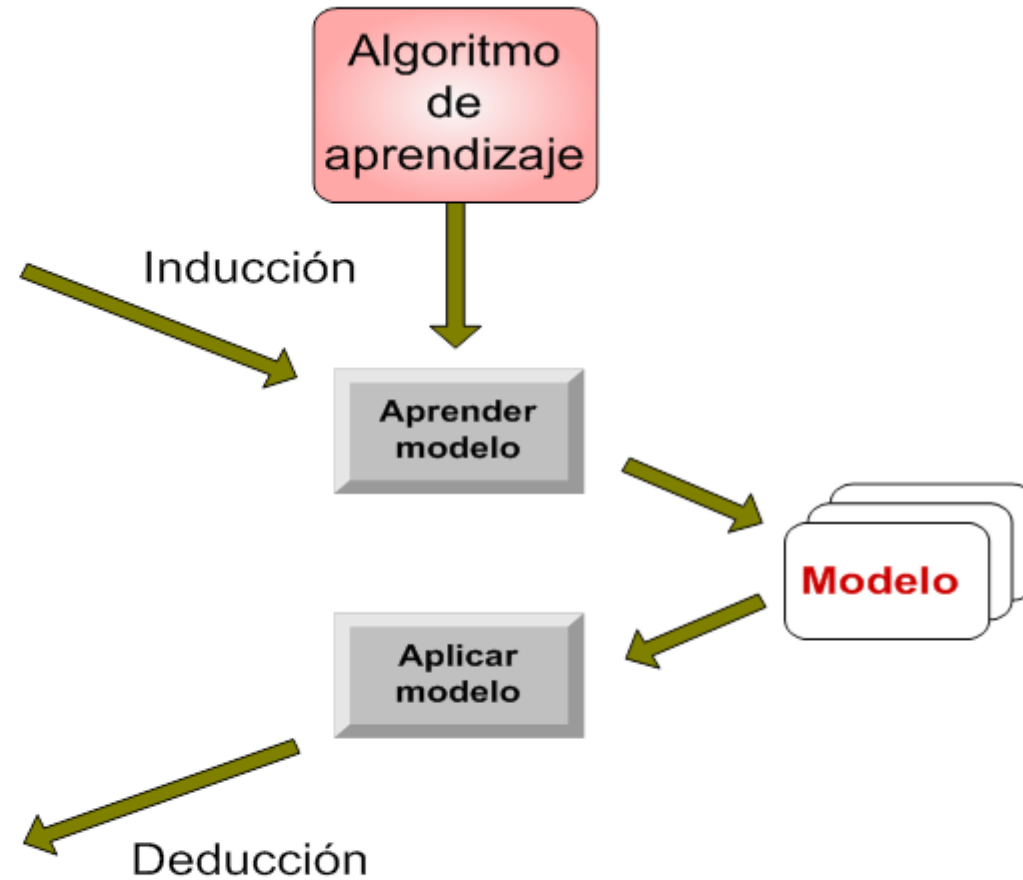 Algoritmo
de
aprendizaje
Inducción
Aprender
modelo
Modelo
Aplicar
modelo
Deducción